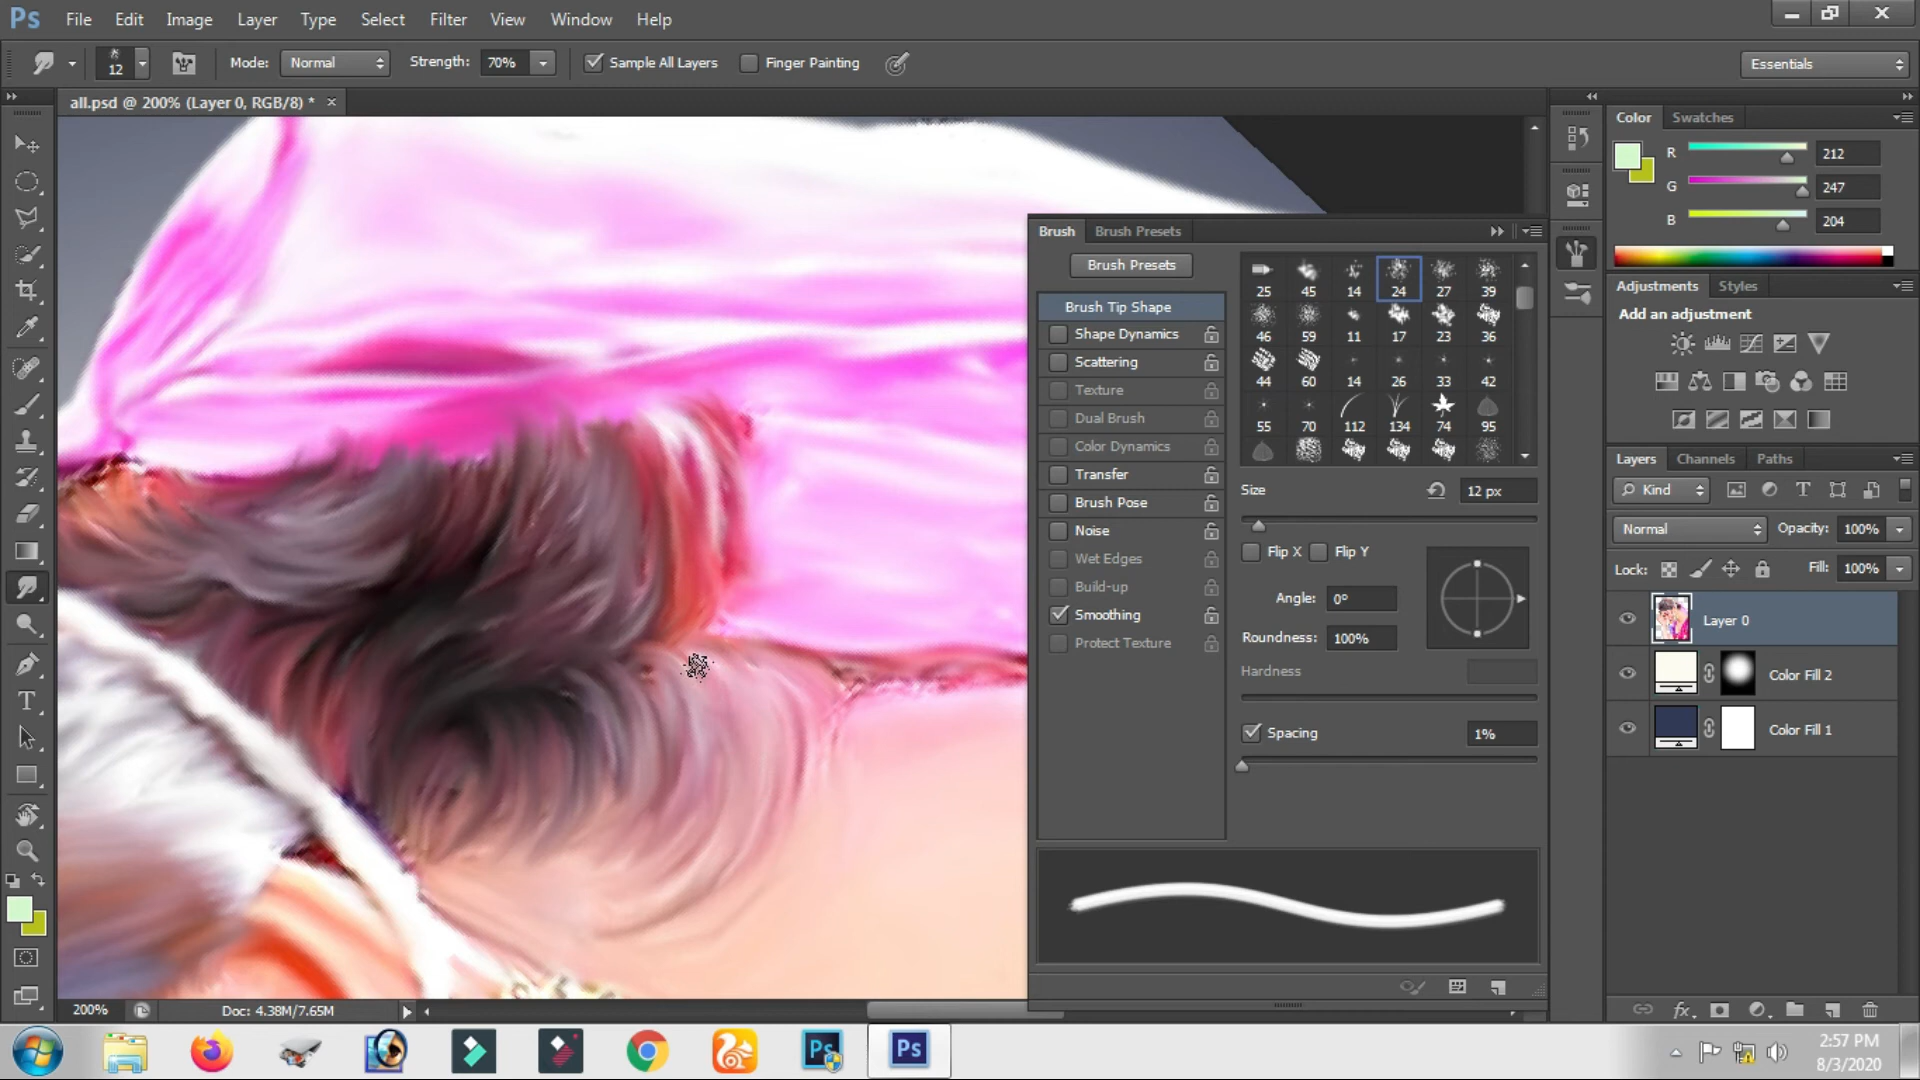 Ps File Edit Image Layer Type Select Filter View Window Help
12 Mode: Normal Strength: 70% Sample All Layers Finger Painting Essentials
all.psd @ 200% (Layer 0, RGB/8) * ×
Color Swatches
R 212
G 247
B 204
Adjustments Styles
Add an adjustment
Brush Brush Presets
Brush Presets
Brush Tip Shape
Shape Dynamics
Scattering
Texture
Dual Brush
Color Dynamics
Transfer
Brush Pose
Noise
Wet Edges
Build-up
Smoothing
Protect Texture
25 45 14 24 27 39
46 59 11 17 23 36
44 60 14 26 33 42
55 70 112 134 74 95
Size 12 px
Flip X Flip Y
Angle: 0º
Roundness: 100%
Hardness
Spacing 1%
Layers Channels Paths
Kind
Normal Opacity: 100%
Lock: Fill: 100%
Layer 0
Color Fill 2
Color Fill 1
fx
T
200% Doc: 4.38M/7.65M
Ps Ps
2:57 PM
8/3/2020